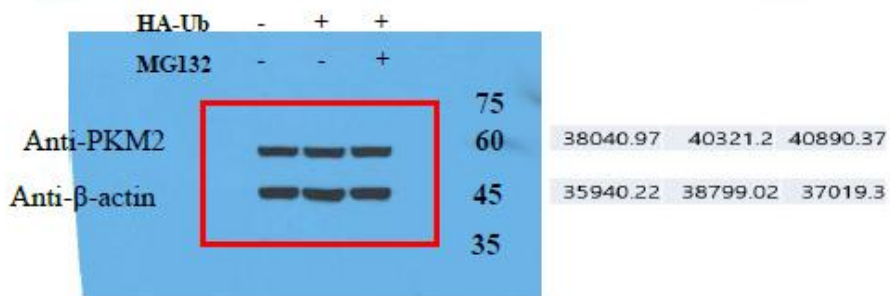 HA-Ub - + +
MG132 - - +
75
Anti-PKM2 60 38040.97 40321.2 40890.37
Anti-β-actin 45 35940.22 38799.02 37019.3
35